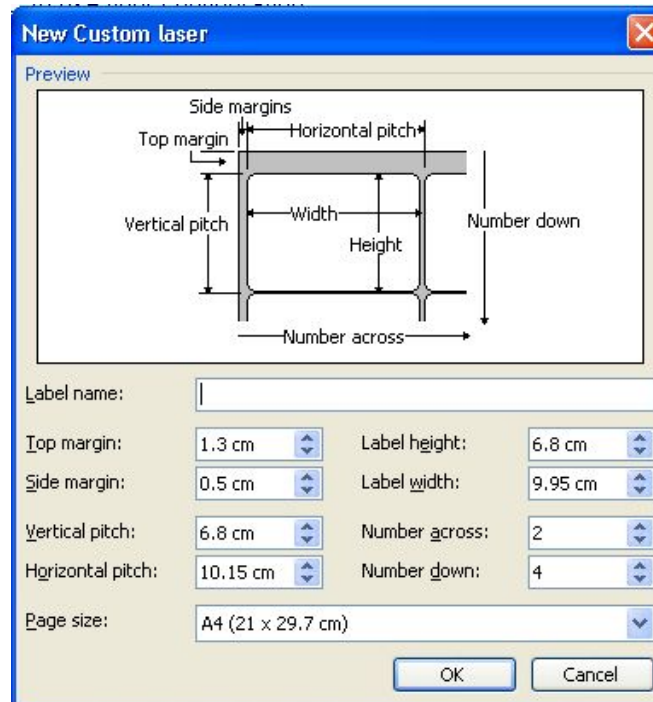 New Custom laser
Preview
Side margins
Top margin
Horizontal pitch
Vertical pitch
Width
Number down
Height
Number across
Label name:
Top margin: 1.3 cm Label height: 6.8 cm
Side margin: 0.5 cm Label width: 9.95 cm
Vertical pitch: 6.8 cm Number across: 2
Horizontal pitch: 10.15 cm Number down: 4
Page size: A4 (21 x 29.7 cm)
OK Cancel